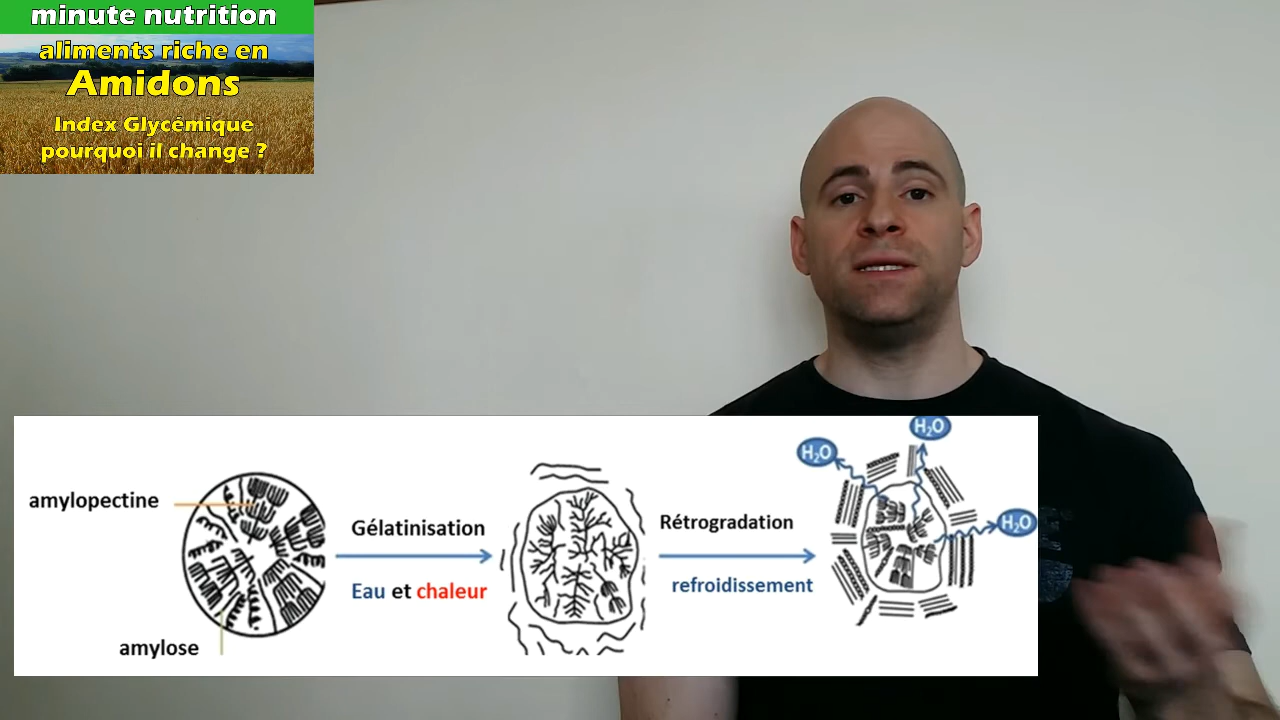 minute nutrition
aliments riche en
Amidons
Index Glycémique
pourquoi il change ?
amylopectine
amylose
Gélatinisation
Eau et chaleur
Rétrogradation
refroidissement
H₂O
H₂O
H₂O